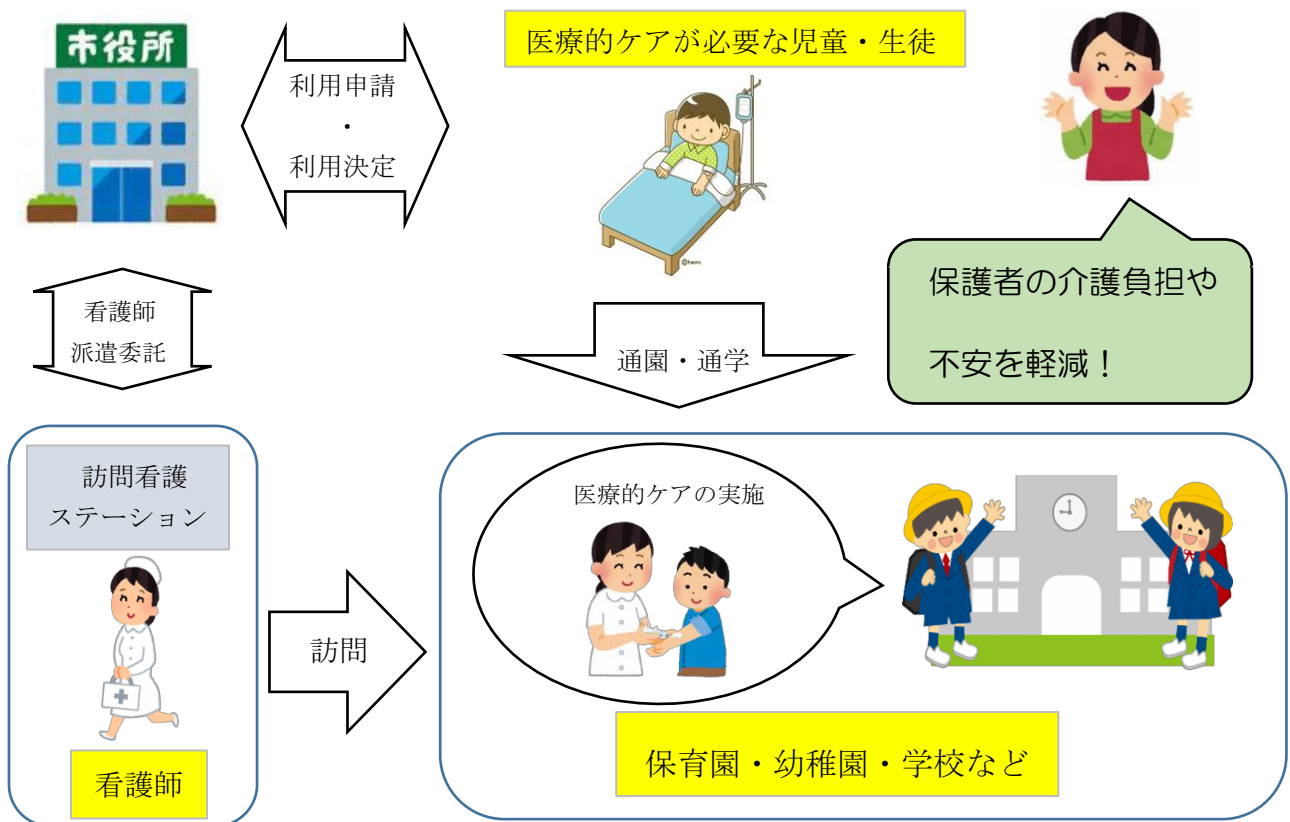 市役所
利用申請
・
利用決定
医療的ケアが必要な児童・生徒
看護師
派遣委託
通園・通学
保護者の介護負担や
不安を軽減！
訪問看護
ステーション
看護師
訪問
医療的ケアの実施
保育園・幼稚園・学校など